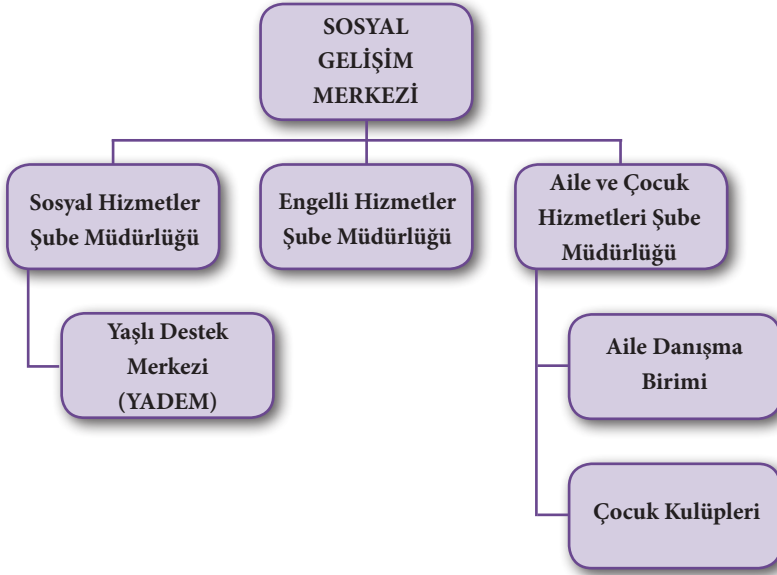 SOSYAL
GELİŞİM
MERKEZİ
Sosyal Hizmetler
Şube Müdürlüğü
Engelli Hizmetler
Şube Müdürlüğü
Aile ve Çocuk
Hizmetleri Şube
Müdürlüğü
Yaşlı Destek
Merkezi
(YADEM)
Aile Danışma
Birimi
Çocuk Kulüpleri